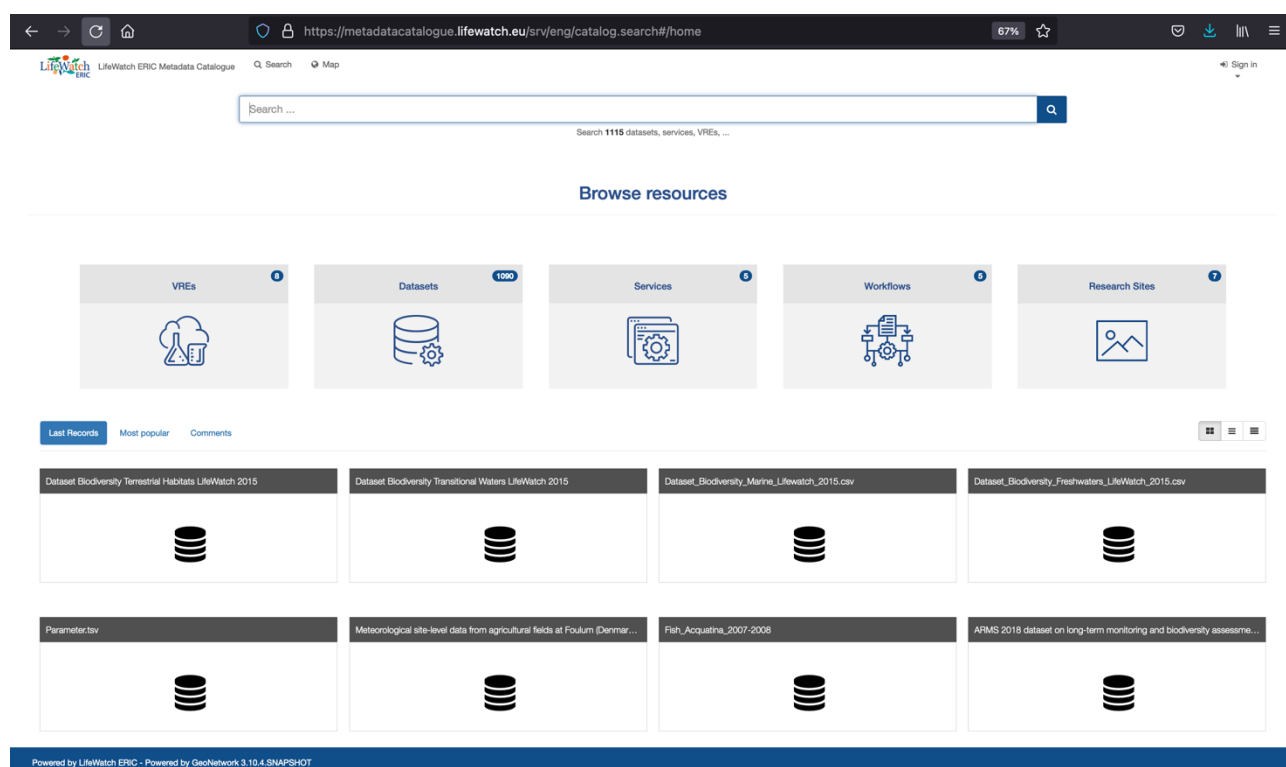 https://metadatacatalogue.lifewatch.eu/srv/eng/catalog.search#/home
67%
LifeWatch ERIC
LifeWatch ERIC Metadata Catalogue
Search
Map
Sign in
Search ...
Search 1115 datasets, services, VREs, ...
Browse resources
VREs 8
Datasets 1090
Services 5
Workflows 5
Research Sites 7
Last Records
Most popular
Comments
Dataset Biodiversity Terrestrial Habitats LifeWatch 2015
Dataset Biodiversity Transitional Waters LifeWatch 2015
Dataset_Biodiversity_Marine_Lifewatch_2015.csv
Dataset_Biodiversity_Freshwaters_LifeWatch_2015.csv
Parameter.tsv
Meteorological site-level data from agricultural fields at Foulum (Denmar...
Fish_Acquatina_2007-2008
ARMS 2018 dataset on long-term monitoring and biodiversity assessme...
Powered by LifeWatch ERIC - Powered by GeoNetwork 3.10.4.SNAPSHOT